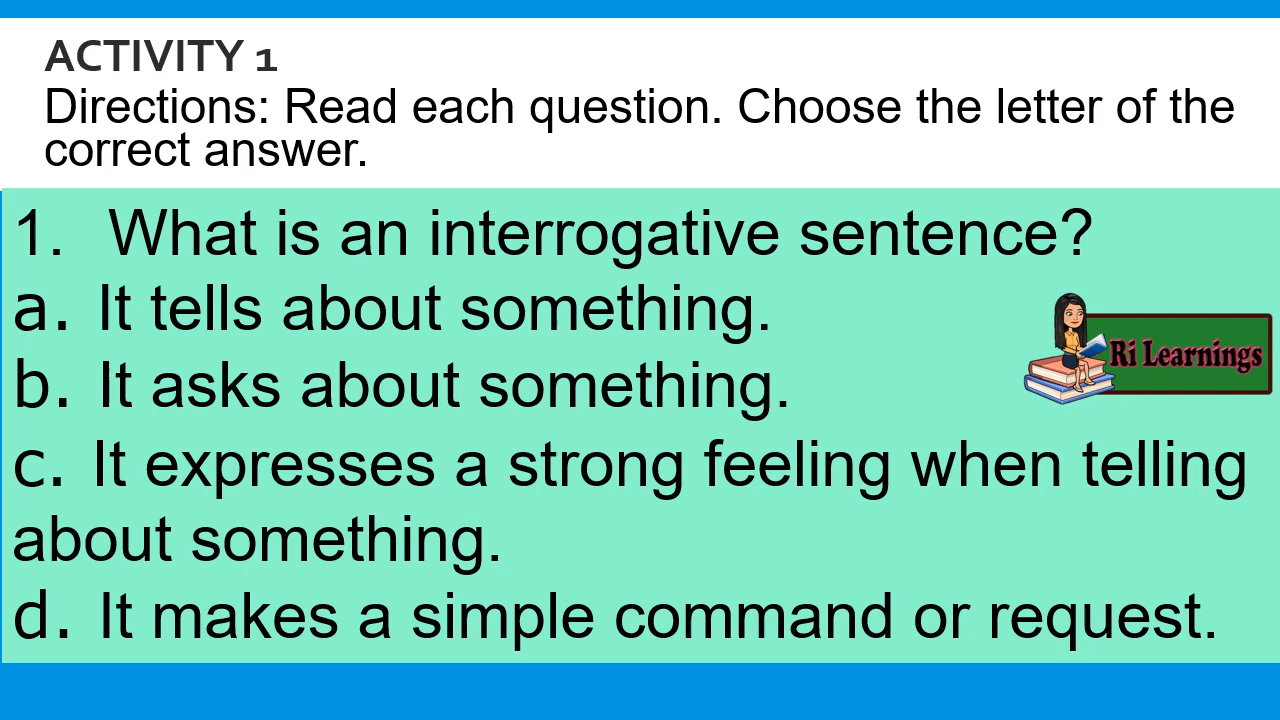 ACTIVITY 1
Directions: Read each question. Choose the letter of the
correct answer.
1. What is an interrogative sentence?
a. It tells about something.
b. It asks about something.
Ri Learnings
c. It expresses a strong feeling when telling
about something.
d. It makes a simple command or request.